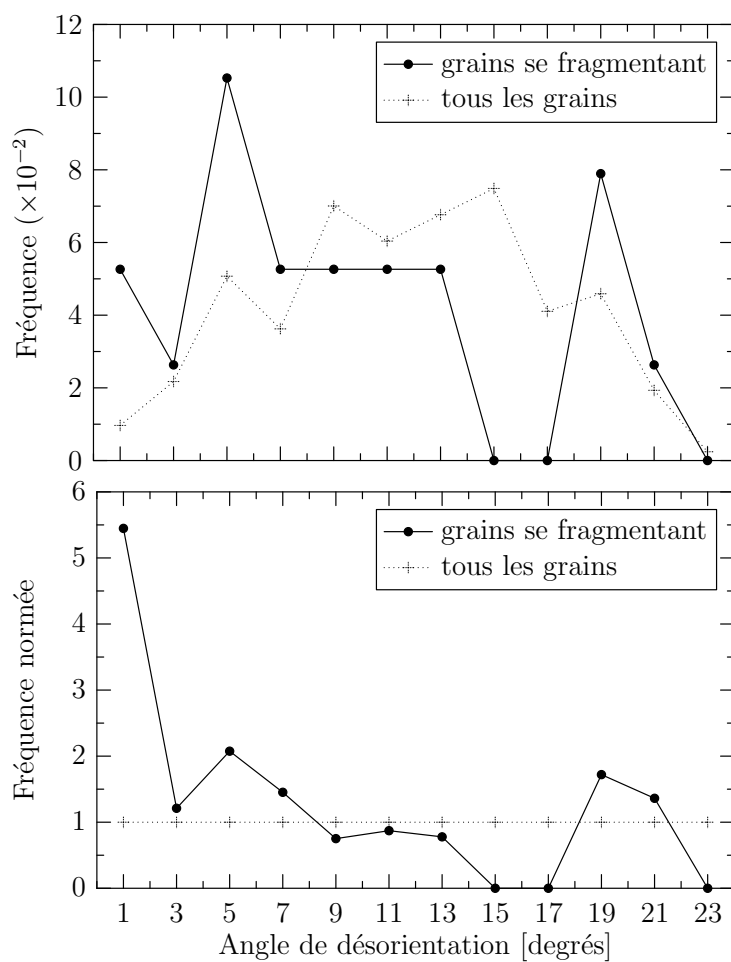 12
10
8
6
4
2
0
Fréquence (×10⁻²)
grains se fragmentant
tous les grains
6
5
4
3
2
1
0
Fréquence normée
grains se fragmentant
tous les grains
1 3 5 7 9 11 13 15 17 19 21 23
Angle de désorientation [degrés]